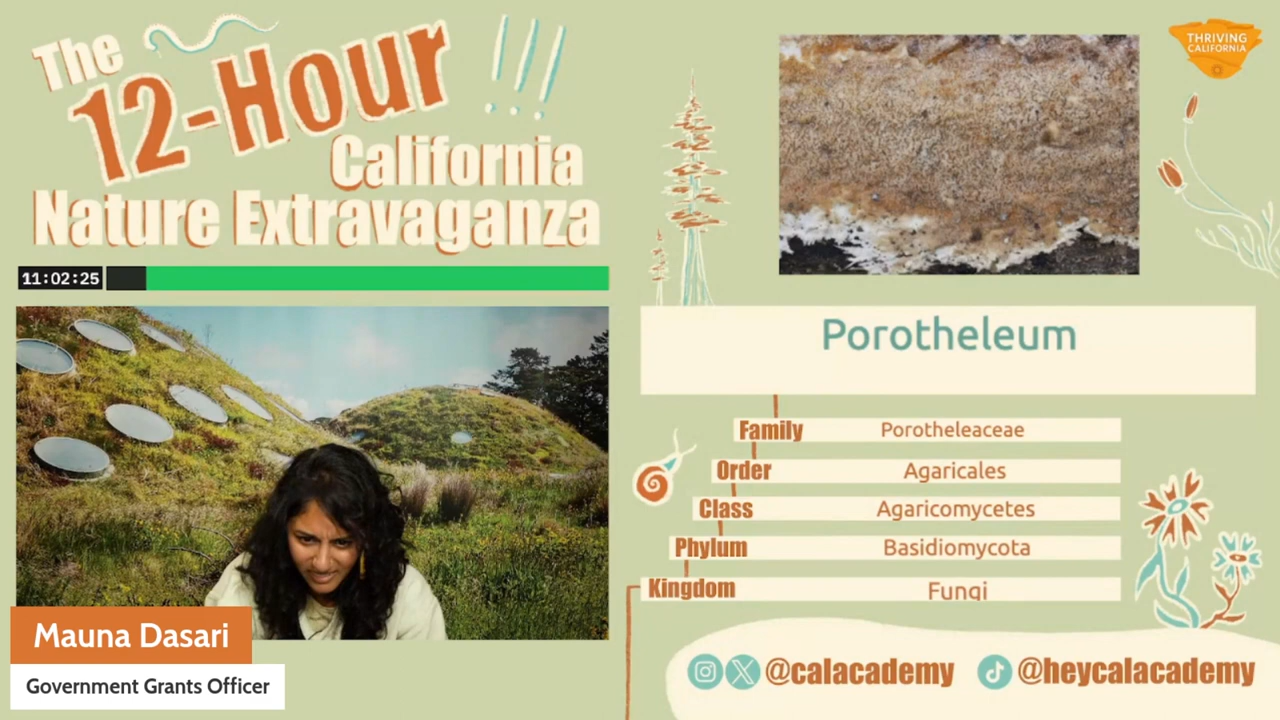 The
12-Hour !!!
California
Nature Extravaganza
11:02:25
Mauna Dasari
Government Grants Officer
THRIVING
CALIFORNIA
Porotheleum
Family Porotheleaceae
Order Agaricales
Class Agaricomycetes
Phylum Basidiomycota
Kingdom Fungi
@calacademy @heycalacademy